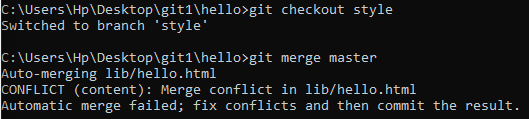 C:\Users\Hp\Desktop\git1\hello>git checkout style
Switched to branch 'style'
C:\Users\Hp\Desktop\git1\hello>git merge master
Auto-merging lib/hello.html
CONFLICT (content): Merge conflict in lib/hello.html
Automatic merge failed; fix conflicts and then commit the result.